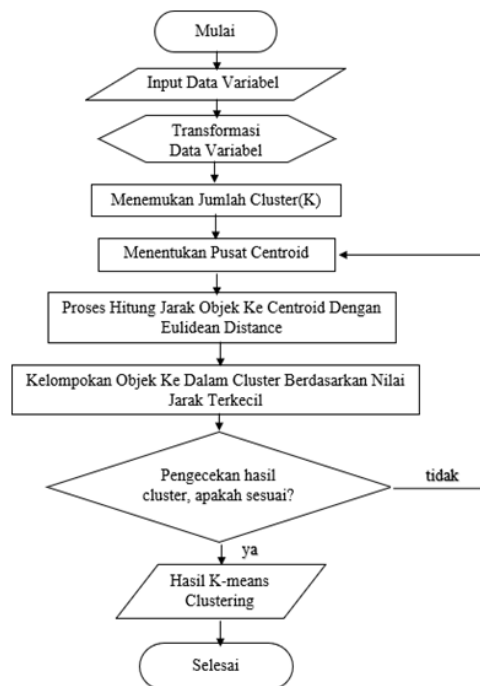 Mulai
Input Data Variabel
Transformasi
Data Variabel
Menemukan Jumlah Cluster(K)
Menentukan Pusat Centroid
Proses Hitung Jarak Objek Ke Centroid Dengan
Eulidean Distance
Kelompokan Objek Ke Dalam Cluster Berdasarkan Nilai
Jarak Terkecil
Pengecekan hasil
cluster, apakah sesuai?
tidak
ya
Hasil K-means
Clustering
Selesai